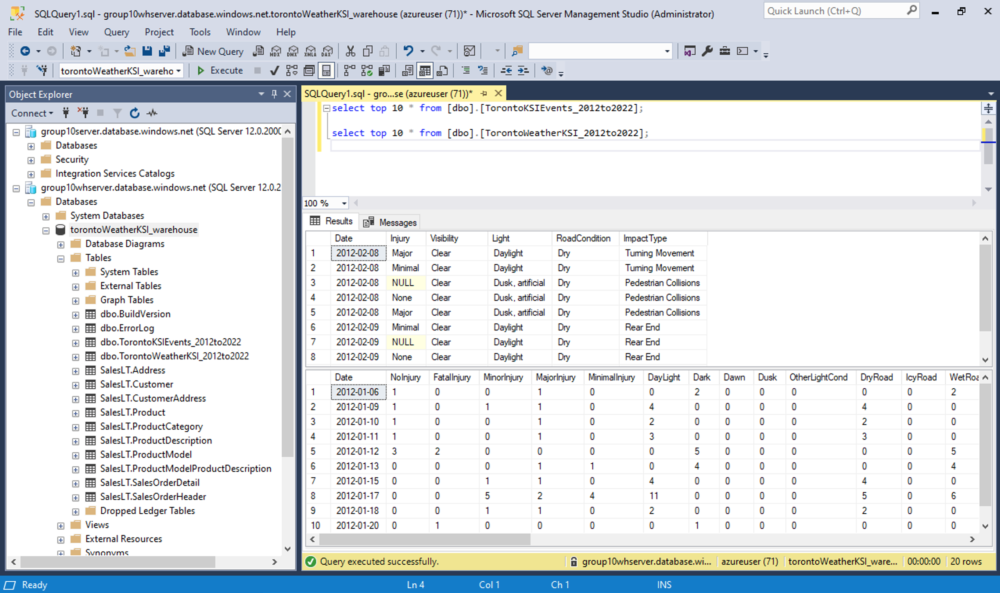 SQLQuery1.sql - group10whserver.database.windows.net.torontoWeatherKSI_warehouse (azureuser (71))* - Microsoft SQL Server Management Studio (Administrator)
Quick Launch (Ctrl+Q)
File Edit View Query Project Tools Window Help
New Query MDX DMX XMLA DAX
torontoWeatherKSI_wareho Execute
Object Explorer
Connect
group10server.database.windows.net (SQL Server 12.0.200
Databases
Security
Integration Services Catalogs
group10whserver.database.windows.net (SQL Server 12.0.2
Databases
System Databases
torontoWeatherKSI_warehouse
Database Diagrams
Tables
System Tables
External Tables
Graph Tables
dbo.BuildVersion
dbo.ErrorLog
dbo.TorontoKSIEvents_2012to2022
dbo.TorontoWeatherKSI_2012to2022
SalesLT.Address
SalesLT.Customer
SalesLT.CustomerAddress
SalesLT.Product
SalesLT.ProductCategory
SalesLT.ProductDescription
SalesLT.ProductModel
SalesLT.ProductModelProductDescription
SalesLT.SalesOrderDetail
SalesLT.SalesOrderHeader
Dropped Ledger Tables
Views
External Resources
Synonyms
SQLQuery1.sql - gro...se (azureuser (71))*
select top 10 * from [dbo].[TorontoKSIEvents_2012to2022];
select top 10 * from [dbo].[TorontoWeatherKSI_2012to2022];
100 %
Results Messages
Date Injury Visibility Light RoadCondition ImpactType
1 2012-02-08 Major Clear Daylight Dry Turning Movement
2 2012-02-08 Minimal Clear Daylight Dry Turning Movement
3 2012-02-08 NULL Clear Dusk, artificial Dry Pedestrian Collisions
4 2012-02-08 None Clear Dusk, artificial Dry Pedestrian Collisions
5 2012-02-08 Major Clear Dusk, artificial Dry Pedestrian Collisions
6 2012-02-09 Minimal Clear Daylight Dry Rear End
7 2012-02-09 NULL Clear Daylight Dry Rear End
8 2012-02-09 None Clear Daylight Dry Rear End
Date NoInjury FatalInjury MinorInjury MajorInjury MinimalInjury DayLight Dark Dawn Dusk OtherLightCond DryRoad IcyRoad WetRoa
1 2012-01-06 1 0 0 1 0 0 2 0 0 0 0 0 2
2 2012-01-09 1 0 1 1 0 4 0 0 0 0 4 0 0
3 2012-01-10 1 0 0 1 0 2 0 0 0 0 2 0 0
4 2012-01-11 1 0 0 1 0 3 0 0 0 0 3 0 0
5 2012-01-12 3 2 0 0 0 0 5 0 0 0 0 0 5
6 2012-01-13 0 0 0 1 1 0 4 0 0 0 0 0 4
7 2012-01-15 0 0 1 1 0 4 0 0 0 0 4 0 0
8 2012-01-17 0 0 5 2 4 11 0 0 0 0 5 0 6
9 2012-01-18 0 0 1 1 0 2 0 0 0 0 2 0 0
10 2012-01-20 0 1 0 0 0 0 1 0 0 0 0 0 0
Query executed successfully. group10whserver.database.wi... azureuser (71) torontoWeatherKSI_ware... 00:00:00 20 rows
Ready Ln 4 Col 1 Ch 1 INS